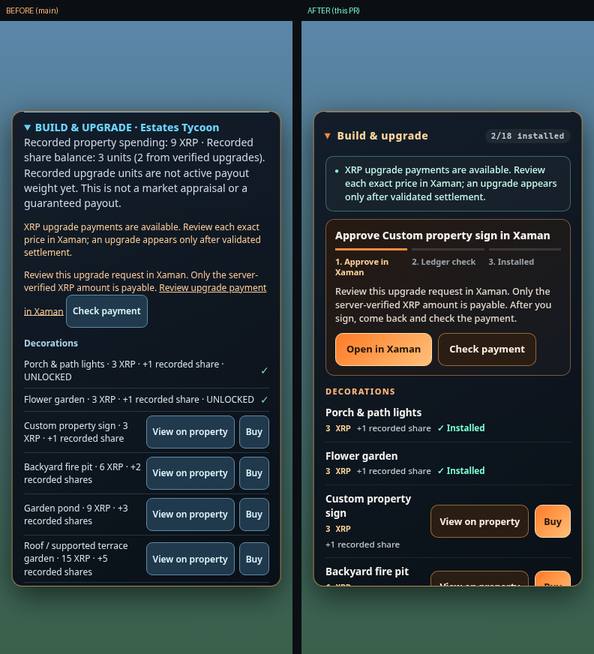 BEFORE (main)
▼ BUILD & UPGRADE · Estates Tycoon
Recorded property spending: 9 XRP · Recorded
share balance: 3 units (2 from verified upgrades).
Recorded upgrade units are not active payout
weight yet. This is not a market appraisal or a
guaranteed payout.
XRP upgrade payments are available. Review each exact
price in Xaman; an upgrade appears only after validated
settlement.
Review this upgrade request in Xaman. Only the server-
verified XRP amount is payable. Review upgrade payment
in Xaman Check payment
Decorations
Porch & path lights · 3 XRP · +1 recorded share ·
UNLOCKED ✓
Flower garden · 3 XRP · +1 recorded share · UNLOCKED ✓
Custom property sign · 3
XRP · +1 recorded share
View on property Buy
Backyard fire pit · 6 XRP · +2
recorded shares
View on property Buy
Garden pond · 9 XRP · +3
recorded shares
View on property Buy
Roof / supported terrace
garden · 15 XRP · +5
recorded shares
View on property Buy
AFTER (this PR)
▼ Build & upgrade 2/18 installed
• XRP upgrade payments are available. Review
each exact price in Xaman; an upgrade appears
only after validated settlement.
Approve Custom property sign in Xaman
1. Approve in
Xaman
2. Ledger check
3. Installed
Review this upgrade request in Xaman. Only the
server-verified XRP amount is payable. After you
sign, come back and check the payment.
Open in Xaman Check payment
DECORATIONS
Porch & path lights
3 XRP +1 recorded share ✓ Installed
Flower garden
3 XRP +1 recorded share ✓ Installed
Custom property
sign
3 XRP
+1 recorded share
View on property Buy
Backyard fire pit
View on property Buy